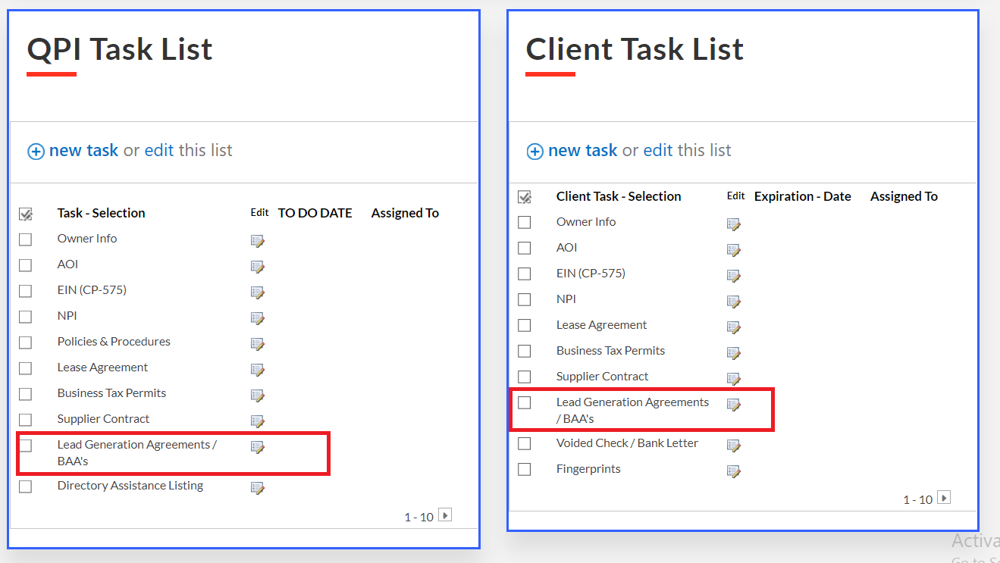 QPI Task List
new task or edit this list
Task - Selection Edit TO DO DATE Assigned To
Owner Info
AOI
EIN (CP-575)
NPI
Policies & Procedures
Lease Agreement
Business Tax Permits
Supplier Contract
Lead Generation Agreements /
BAA's
Directory Assistance Listing
1 - 10
Client Task List
new task or edit this list
Client Task - Selection Edit Expiration - Date Assigned To
Owner Info
AOI
EIN (CP-575)
NPI
Lease Agreement
Business Tax Permits
Supplier Contract
Lead Generation Agreements
/ BAA's
Voided Check / Bank Letter
Fingerprints
1 - 10
Activa
Go to S